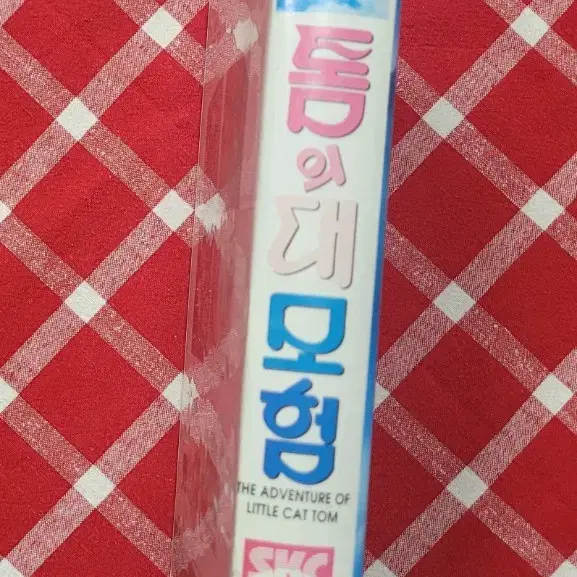 톰의 대모험
THE ADVENTURE OF
LITTLE CAT TOM
SKC